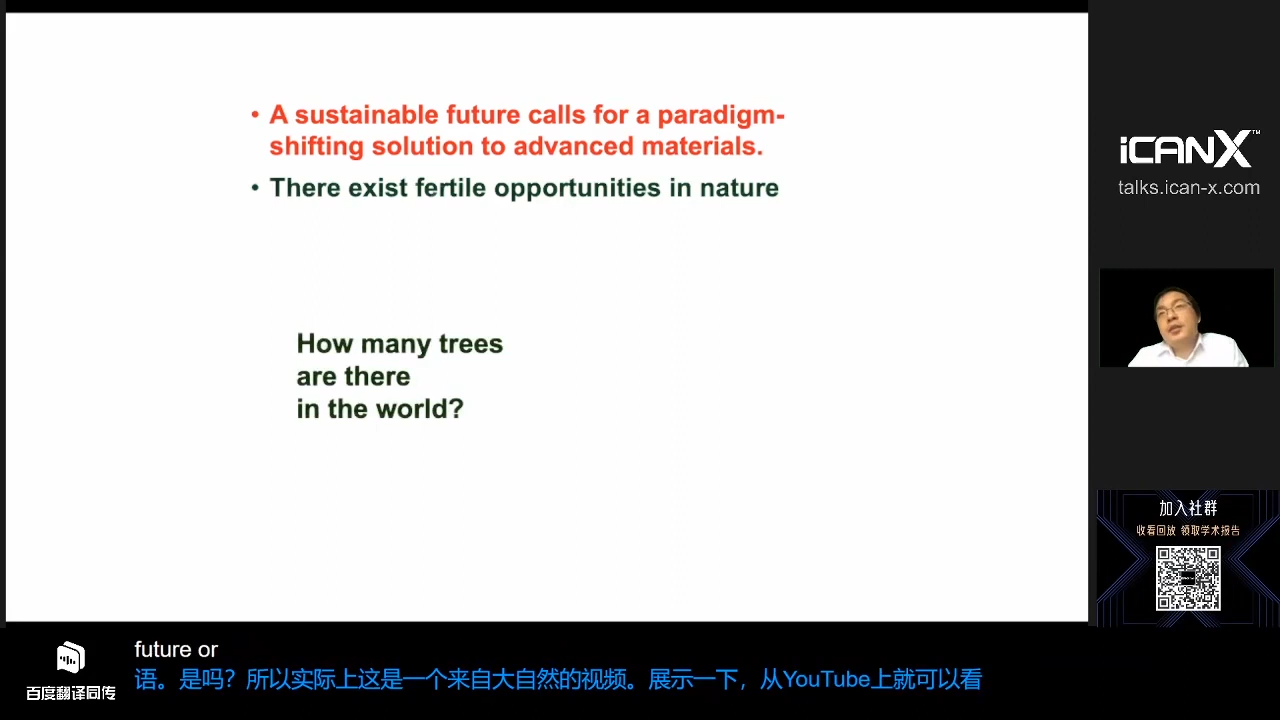 • A sustainable future calls for a paradigm-
shifting solution to advanced materials.
• There exist fertile opportunities in nature
How many trees
are there
in the world?
iCANX™
talks.ican-x.com
加入社群
收看回放 领取学术报告
future or
语。是吗？所以实际上这是一个来自大自然的视频。展示一下，从YouTube上就可以看
百度翻译同传